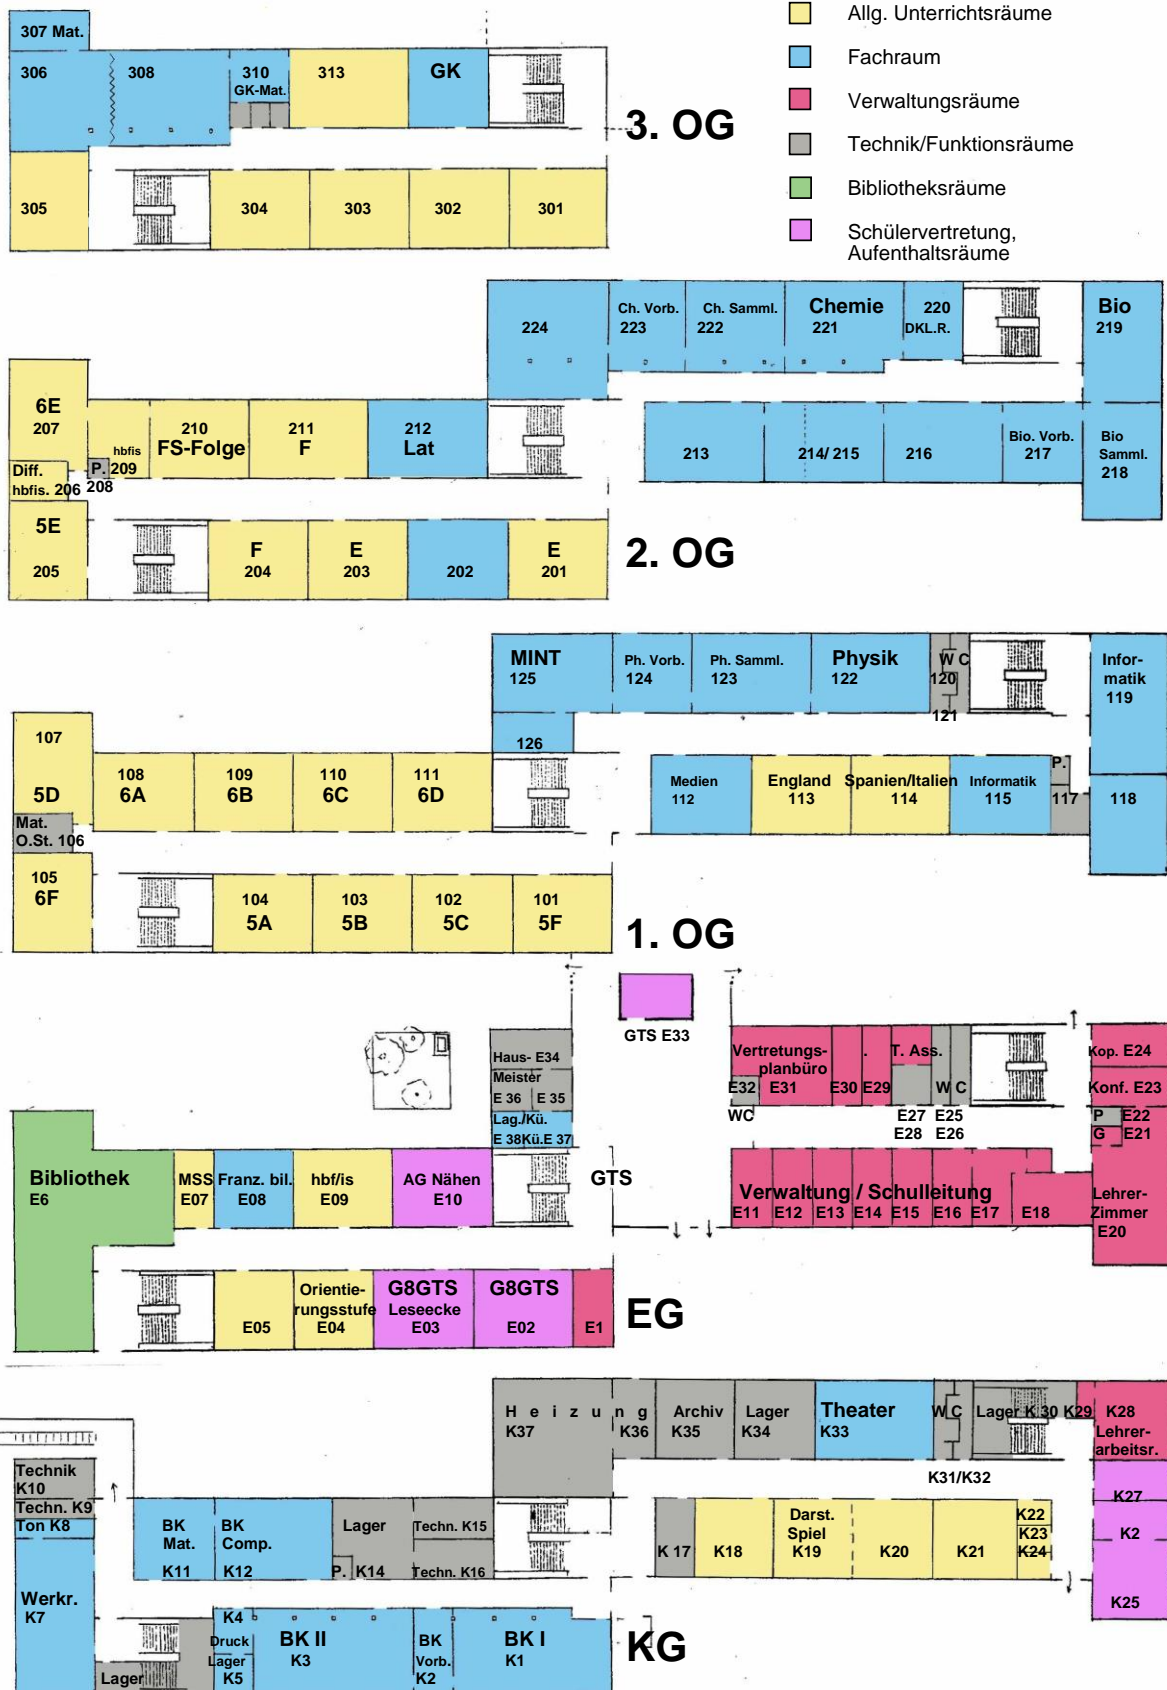 Allg. Unterrichtsräume
Fachraum
Verwaltungsräume
Technik/Funktionsräume
Bibliotheksräume
Schülervertretung,
Aufenthaltsräume
307 Mat.
306
308
310
GK-Mat.
313
GK
3. OG
305
304
303
302
301
224
Ch. Vorb.
223
Ch. Samml.
222
Chemie
221
220
DKL.R.
Bio
219
6E
207
hbfis
P. 209
208
210
FS-Folge
211
F
212
Lat
213
214/ 215
216
Bio. Vorb.
217
Bio
Samml.
218
Diff.
hbfis. 206
5E
205
F
204
E
203
202
E
201
2. OG
MINT
125
Ph. Vorb.
124
Ph. Samml.
123
Physik
122
W C
120
121
Infor-
matik
119
126
107
5D
108
6A
109
6B
110
6C
111
6D
Medien
112
England
113
Spanien/Italien
114
Informatik
115
P.
117
118
Mat.
O.St. 106
105
6F
104
5A
103
5B
102
5C
101
5F
1. OG
GTS E33
Haus- E34
Meister
E 36 E 35
Lag./Kü.
E 38Kü.E 37
Vertretungs-
planbüro
E32 E31
WC
.
E30 E29
T. Ass.
W C
E27 E25
E28 E26
Kop. E24
Konf. E23
P E22
G E21
Bibliothek
E6
MSS
E07
Franz. bil.
E08
hbf/is
E09
AG Nähen
E10
GTS
Verwaltung / Schulleitung
E11 E12 E13 E14 E15 E16 E17 E18
Lehrer-
Zimmer
E20
E05
Orientie-
rungsstufe
E04
G8GTS
Leseecke
E03
G8GTS
E02
E1
EG
Heizung
K37 K36
Archiv
K35
Lager
K34
Theater
K33
W C
Lager K 30 K29
K28
Lehrer-
arbeitsr.
K31/K32
K27
Technik
K10
Techn. K9
Ton K8
BK
Mat.
K11
BK
Comp.
K12
Lager
P. K14
Techn. K15
Techn. K16
K 17
K18
Darst.
Spiel
K19
K20
K21
K22
K23
K24
K2
K25
Werkr.
K7
K4
Druck
Lager
K5
BK II
K3
BK
Vorb.
K2
BK I
K1
Lager
KG